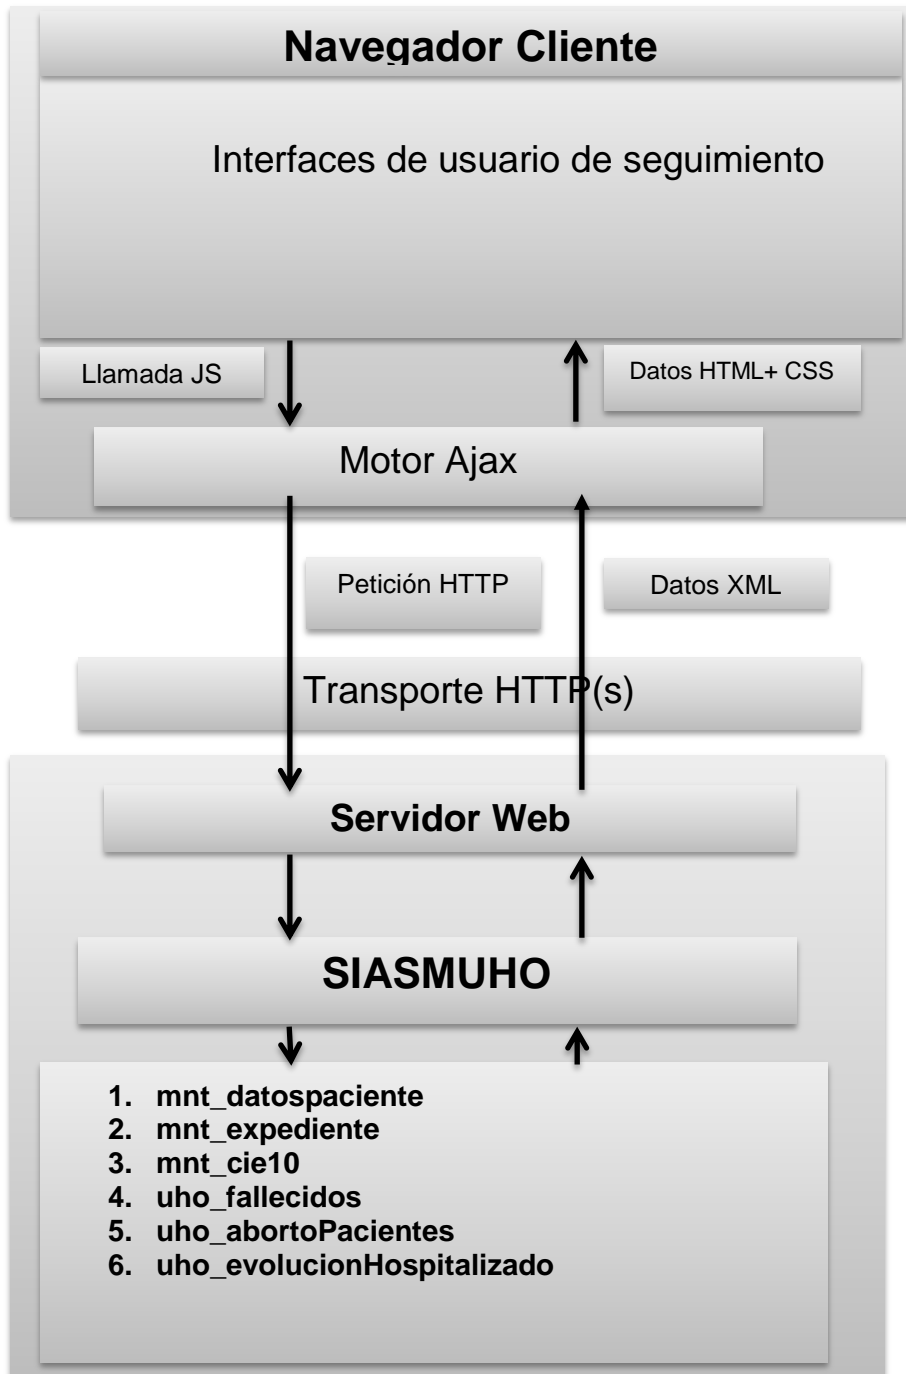 Navegador Cliente
Interfaces de usuario de seguimiento
Llamada JS
Datos HTML+ CSS
Motor Ajax
Petición HTTP
Datos XML
Transporte HTTP(s)
Servidor Web
SIASMUHO
1. mnt_datospaciente
2. mnt_expediente
3. mnt_cie10
4. uho_fallecidos
5. uho_abortoPacientes
6. uho_evolucionHospitalizado